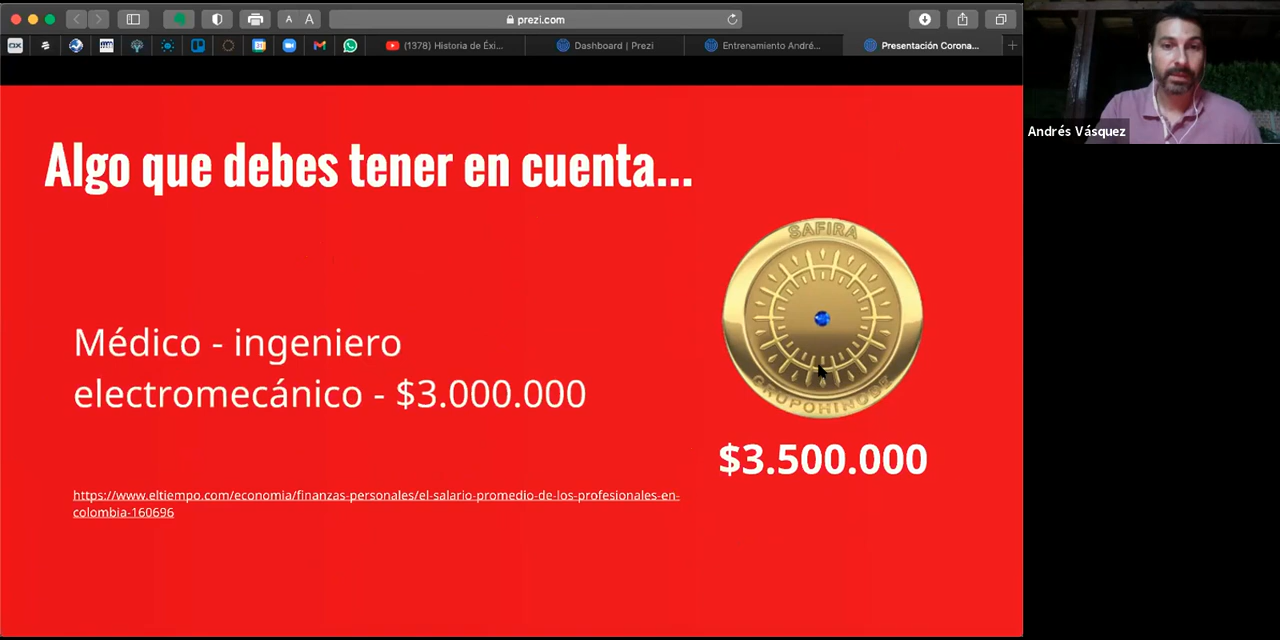 A A
prezi.com
(1378) Historia de Éxi...
Dashboard | Prezi
Entrenamiento André...
Presentación Corona...
Andrés Vásquez
Algo que debes tener en cuenta...
SAFIRA
GRUPOHINODE
Médico - ingeniero
electromecánico - $3.000.000
$3.500.000
https://www.eltiempo.com/economia/finanzas-personales/el-salario-promedio-de-los-profesionales-en-
colombia-160696